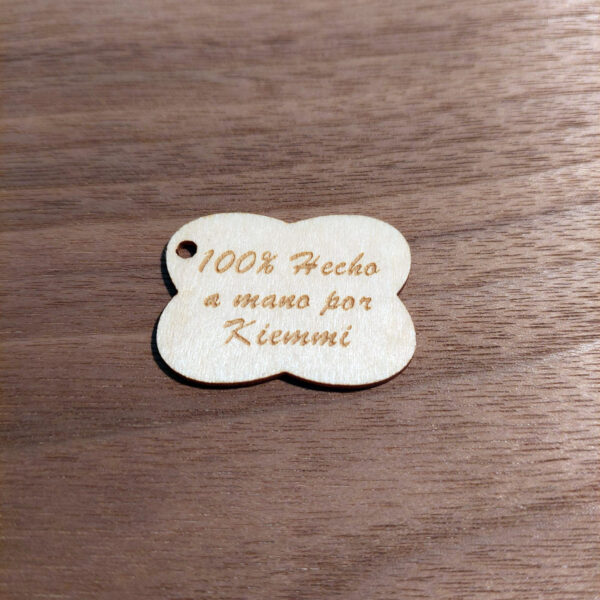 100% Hecho
a mano por
Kiemmi